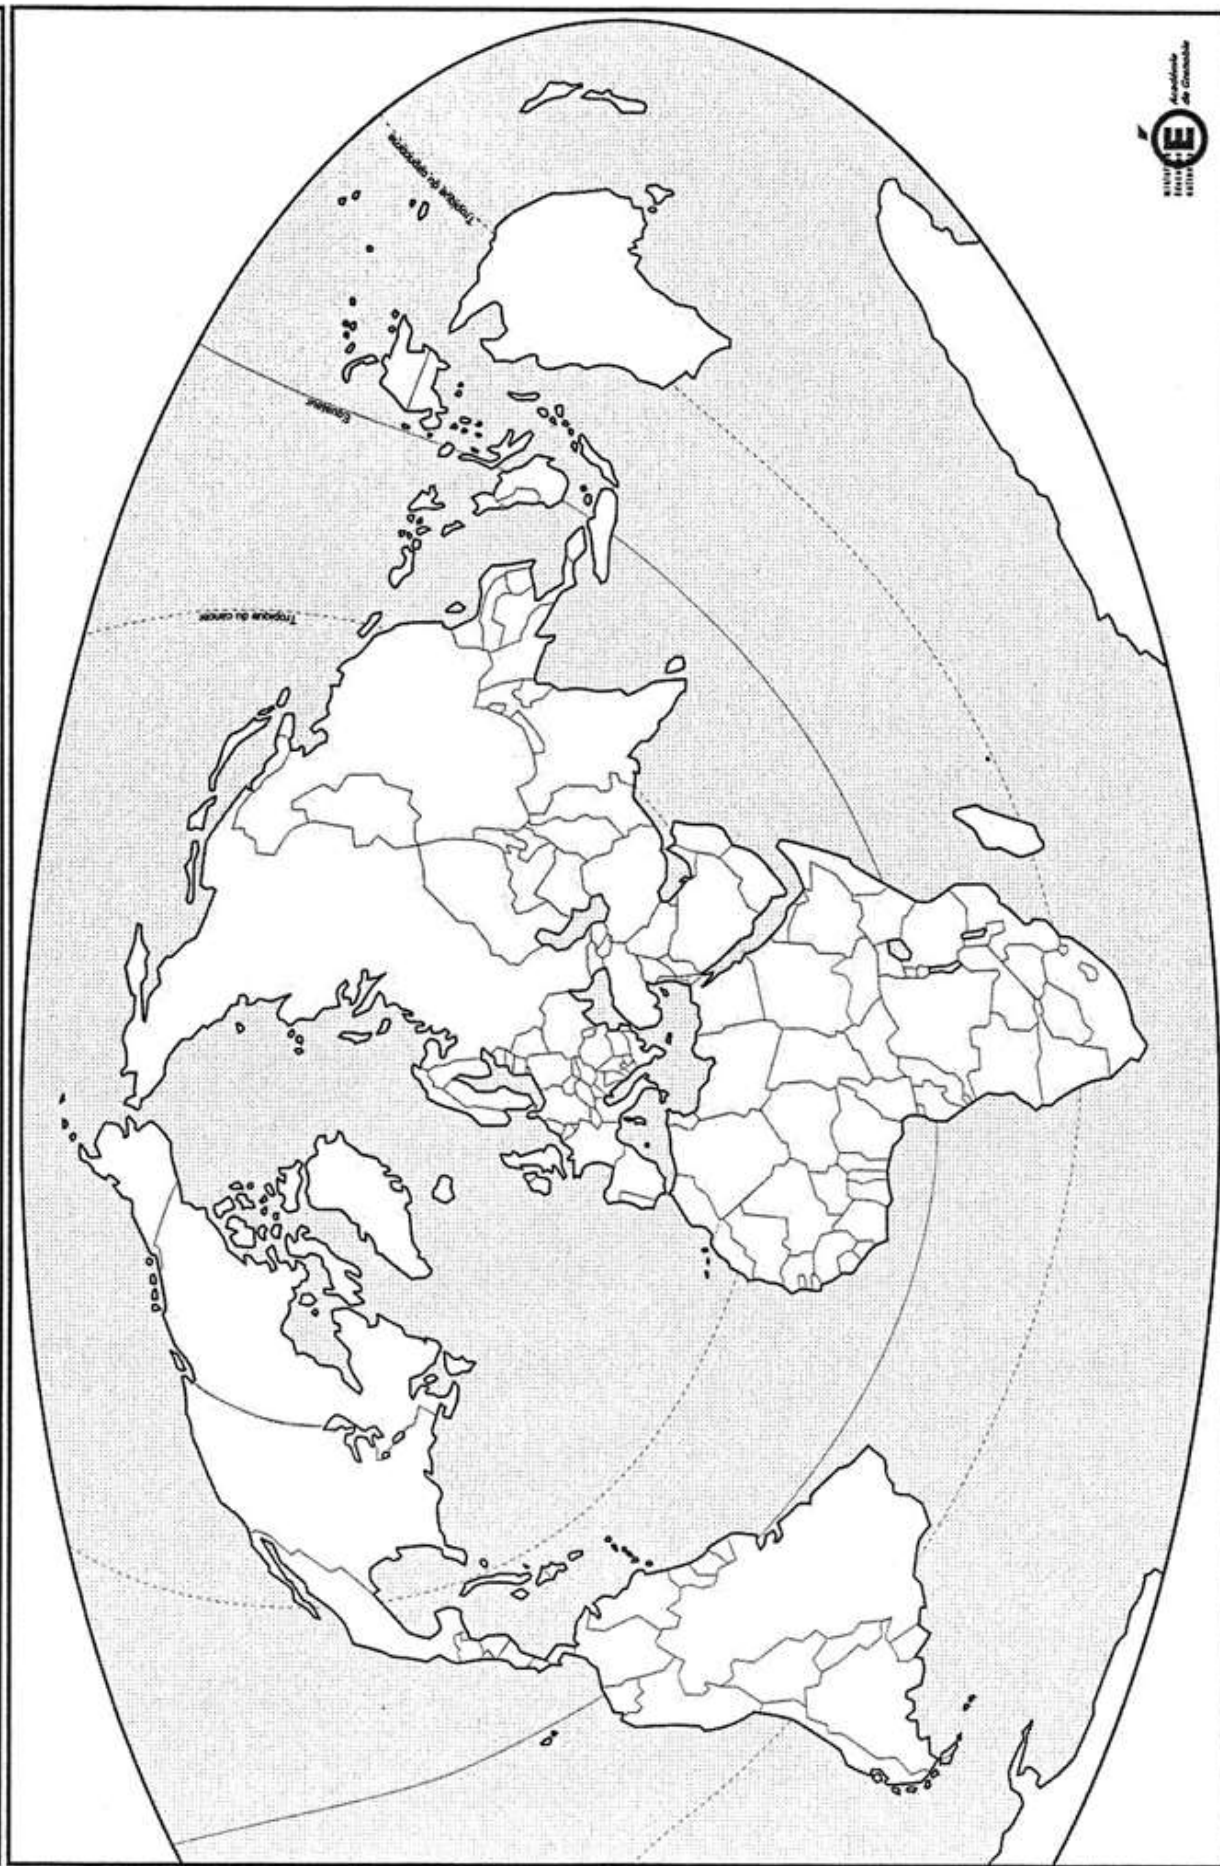 Tropique du capricorne
Equateur
Tropique du cancer
Académie
de Grenoble
E